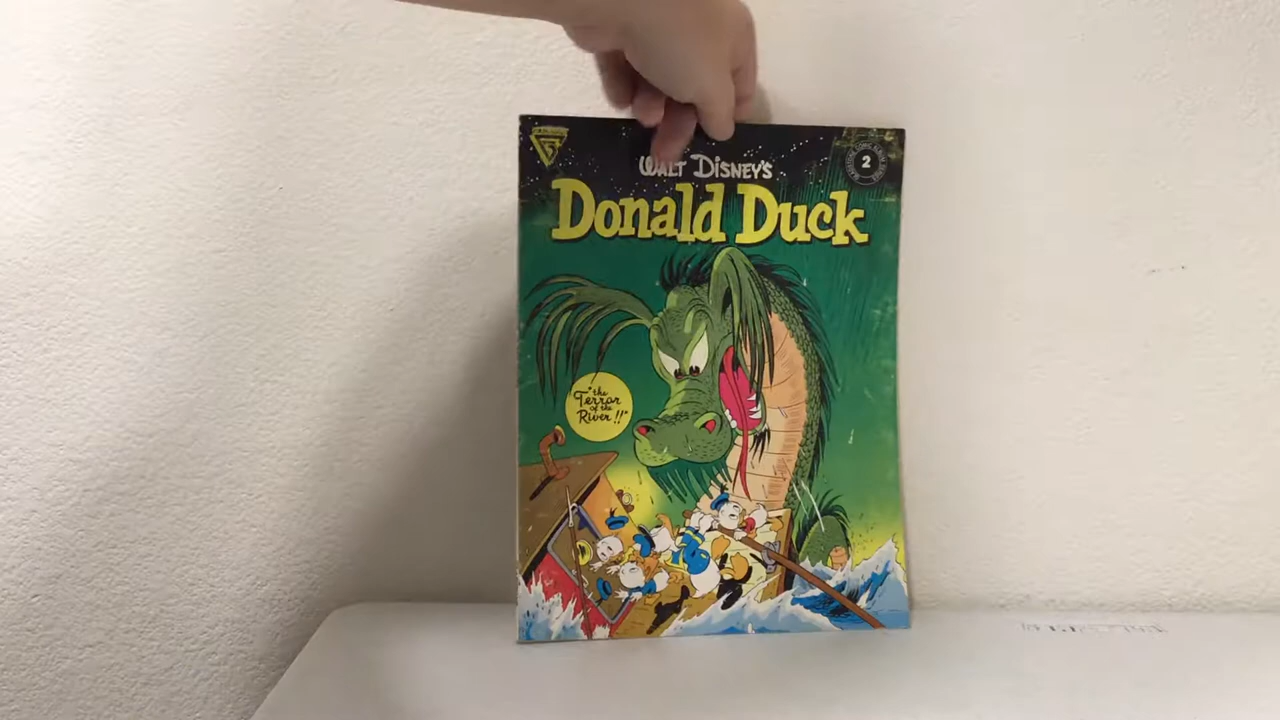 WALT DISNEY'S
Donald Duck
2
"the
Terror
of the
River!!"